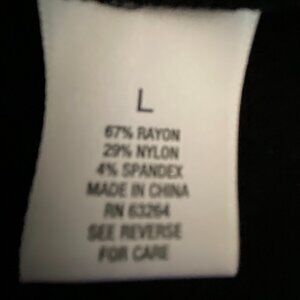 L
67% RAYON
29% NYLON
4% SPANDEX
MADE IN CHINA
RN 63264
SEE REVERSE
FOR CARE